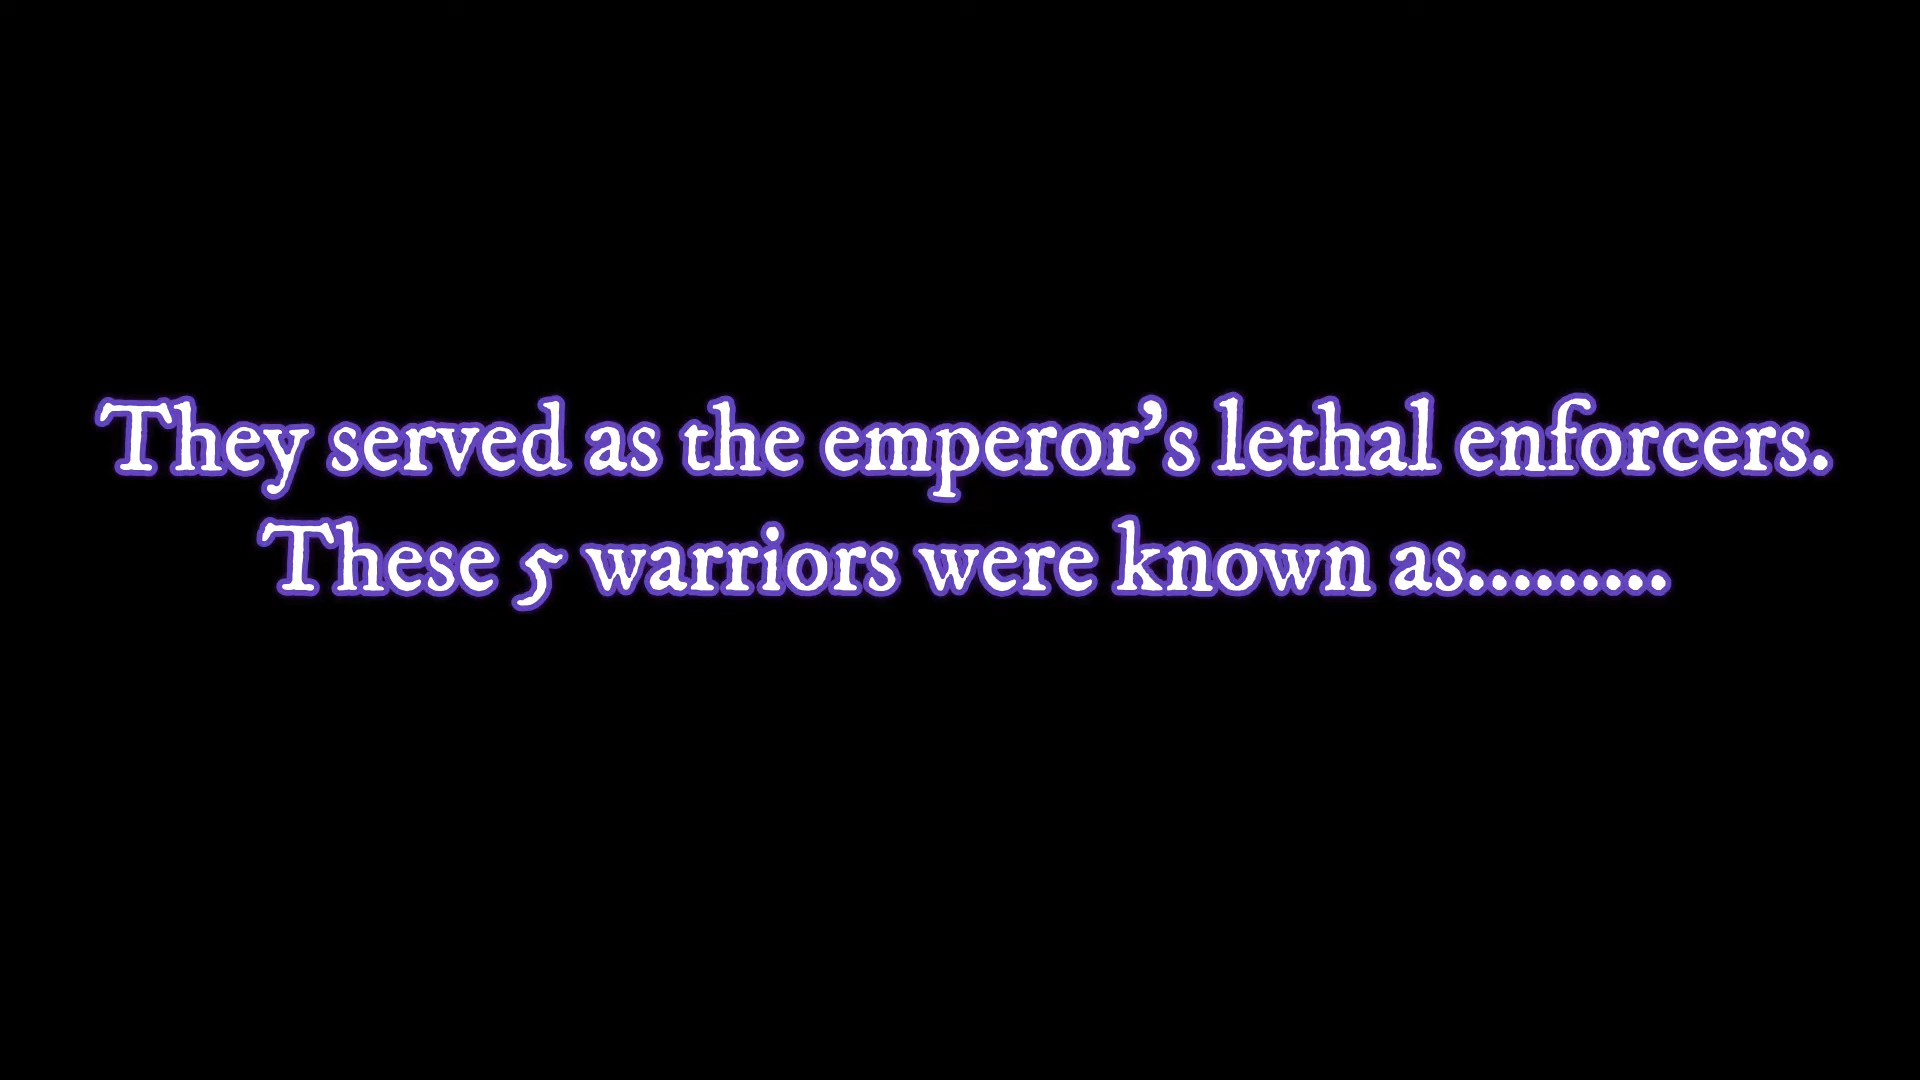 They served as the emperor’s lethal enforcers.
These 5 warriors were known as.........